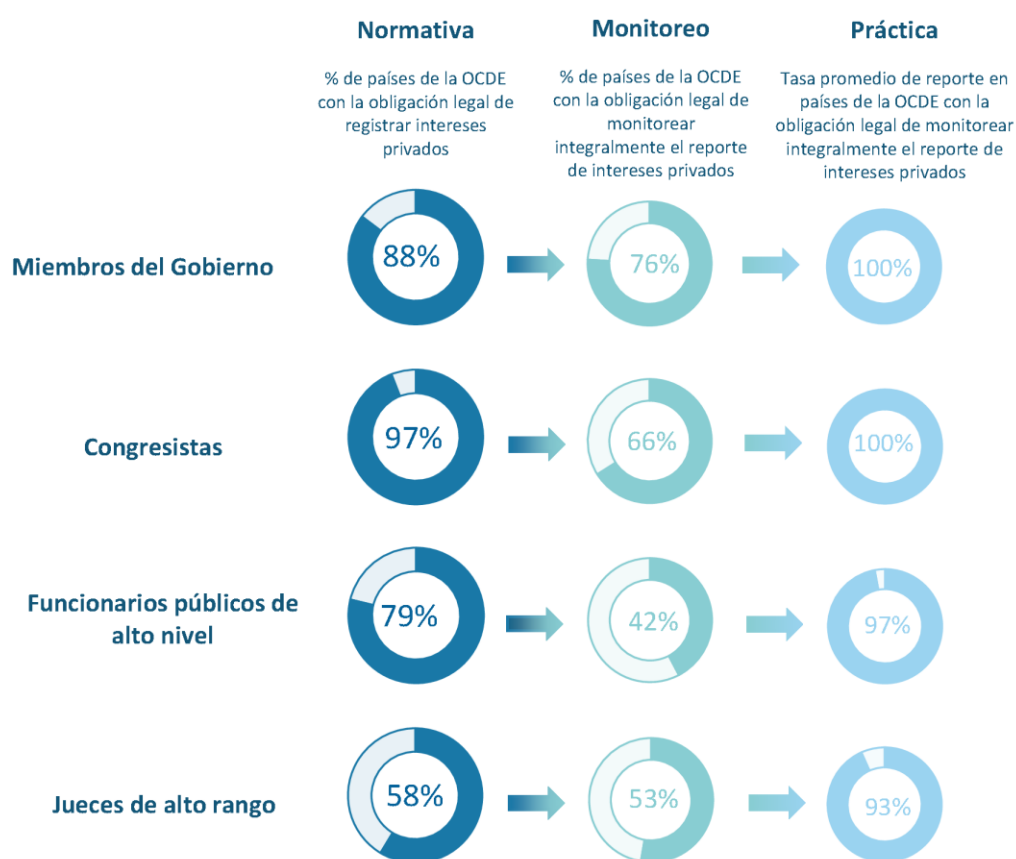 Normativa
Monitoreo
Práctica
% de países de la OCDE
con la obligación legal de
registrar intereses
privados
% de países de la OCDE
con la obligación legal de
monitorear
integralmente el reporte
de intereses privados
Tasa promedio de reporte en
países de la OCDE con la
obligación legal de monitorear
integralmente el reporte de
intereses privados
Miembros del Gobierno
88%
76%
100%
Congresistas
97%
66%
100%
Funcionarios públicos de
alto nivel
79%
42%
97%
Jueces de alto rango
58%
53%
93%